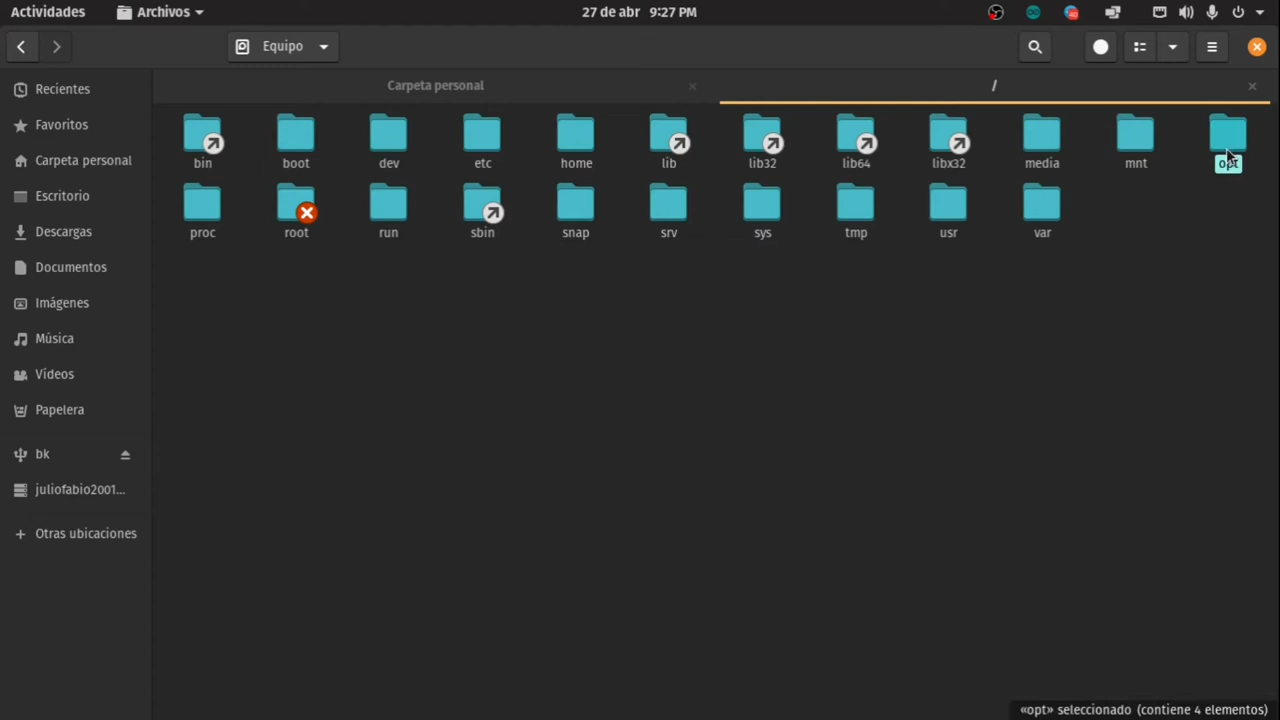 Actividades Archivos 27 de abr 9:27 PM
Equipo
Carpeta personal /
Recientes
Favoritos
Carpeta personal
Escritorio
Descargas
Documentos
Imágenes
Música
Vídeos
Papelera
bk
juliofabio2001...
Otras ubicaciones
bin boot dev etc home lib lib32 lib64 libx32 media mnt opt
proc root run sbin snap srv sys tmp usr var
«opt» seleccionado (contiene 4 elementos)